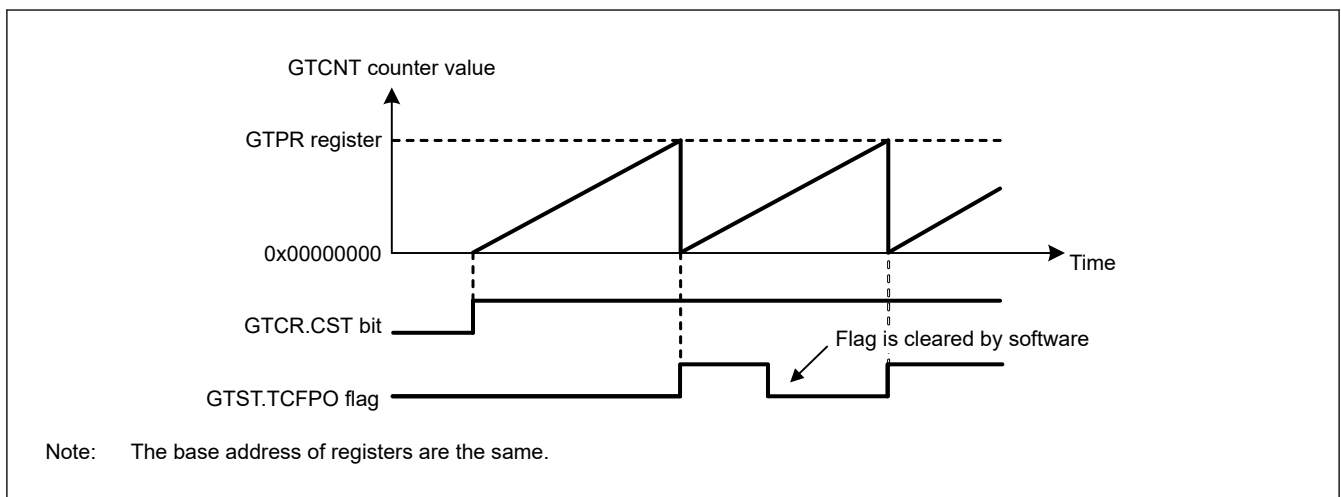 GTCNT counter value
GTPR register
0x00000000
Time
GTCR.CST bit
Flag is cleared by software
GTST.TCFPO flag
Note: The base address of registers are the same.